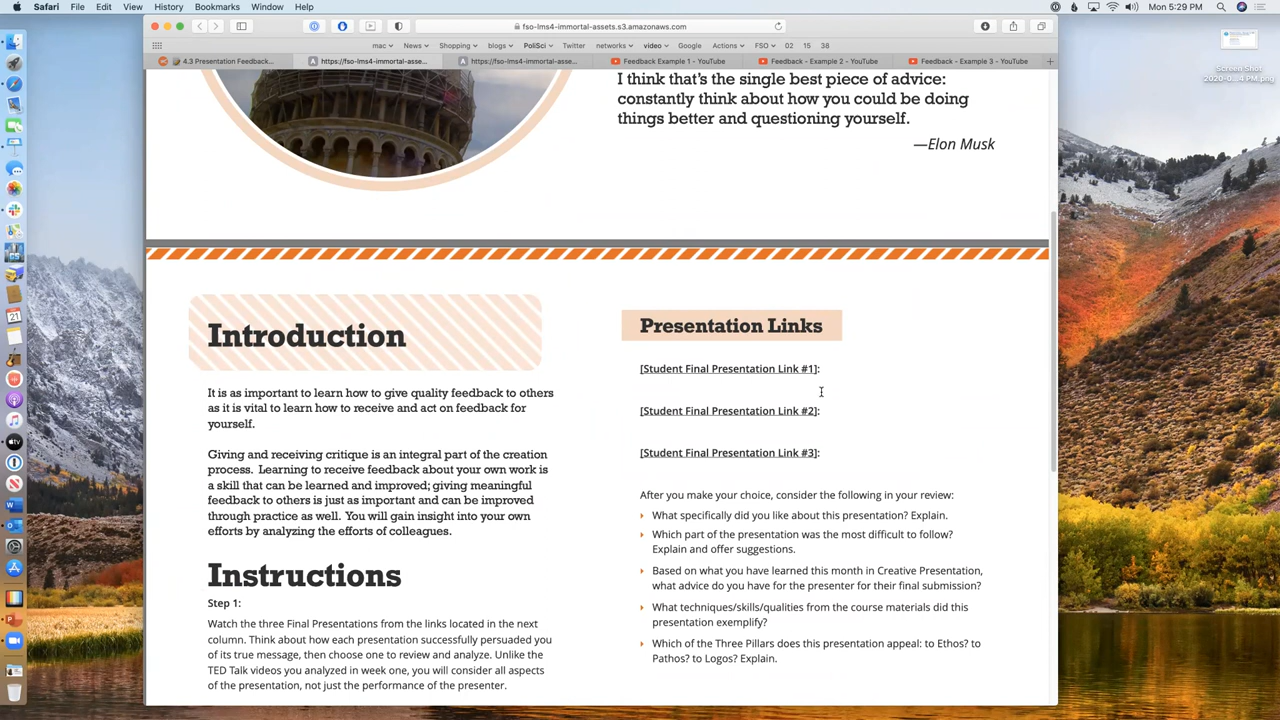 Safari File Edit View History Bookmarks Window Help
Mon 5:29 PM
fso-lms4-immortal-assets.s3.amazonaws.com
mac News Shopping blogs PoliSci Twitter networks video Google Actions FSO 02 15 38
4.3 Presentation Feedback... https://fso-lms4-immortal-asse... https://fso-lms4-immortal-asse... Feedback Example 1 - YouTube Feedback - Example 2 - YouTube Feedback - Example 3 - YouTube
Screen Shot
2020-0...4 PM.png
I think that's the single best piece of advice:
constantly think about how you could be doing
things better and questioning yourself.
—Elon Musk
Introduction
It is as important to learn how to give quality feedback to others
as it is vital to learn how to receive and act on feedback for
yourself.
Giving and receiving critique is an integral part of the creation
process. Learning to receive feedback about your own work is
a skill that can be learned and improved; giving meaningful
feedback to others is just as important and can be improved
through practice as well. You will gain insight into your own
efforts by analyzing the efforts of colleagues.
Instructions
Step 1:
Watch the three Final Presentations from the links located in the next
column. Think about how each presentation successfully persuaded you
of its true message, then choose one to review and analyze. Unlike the
TED Talk videos you analyzed in week one, you will consider all aspects
of the presentation, not just the performance of the presenter.
Presentation Links
[Student Final Presentation Link #1]:
[Student Final Presentation Link #2]:
[Student Final Presentation Link #3]:
After you make your choice, consider the following in your review:
What specifically did you like about this presentation? Explain.
Which part of the presentation was the most difficult to follow?
Explain and offer suggestions.
Based on what you have learned this month in Creative Presentation,
what advice do you have for the presenter for their final submission?
What techniques/skills/qualities from the course materials did this
presentation exemplify?
Which of the Three Pillars does this presentation appeal: to Ethos? to
Pathos? to Logos? Explain.